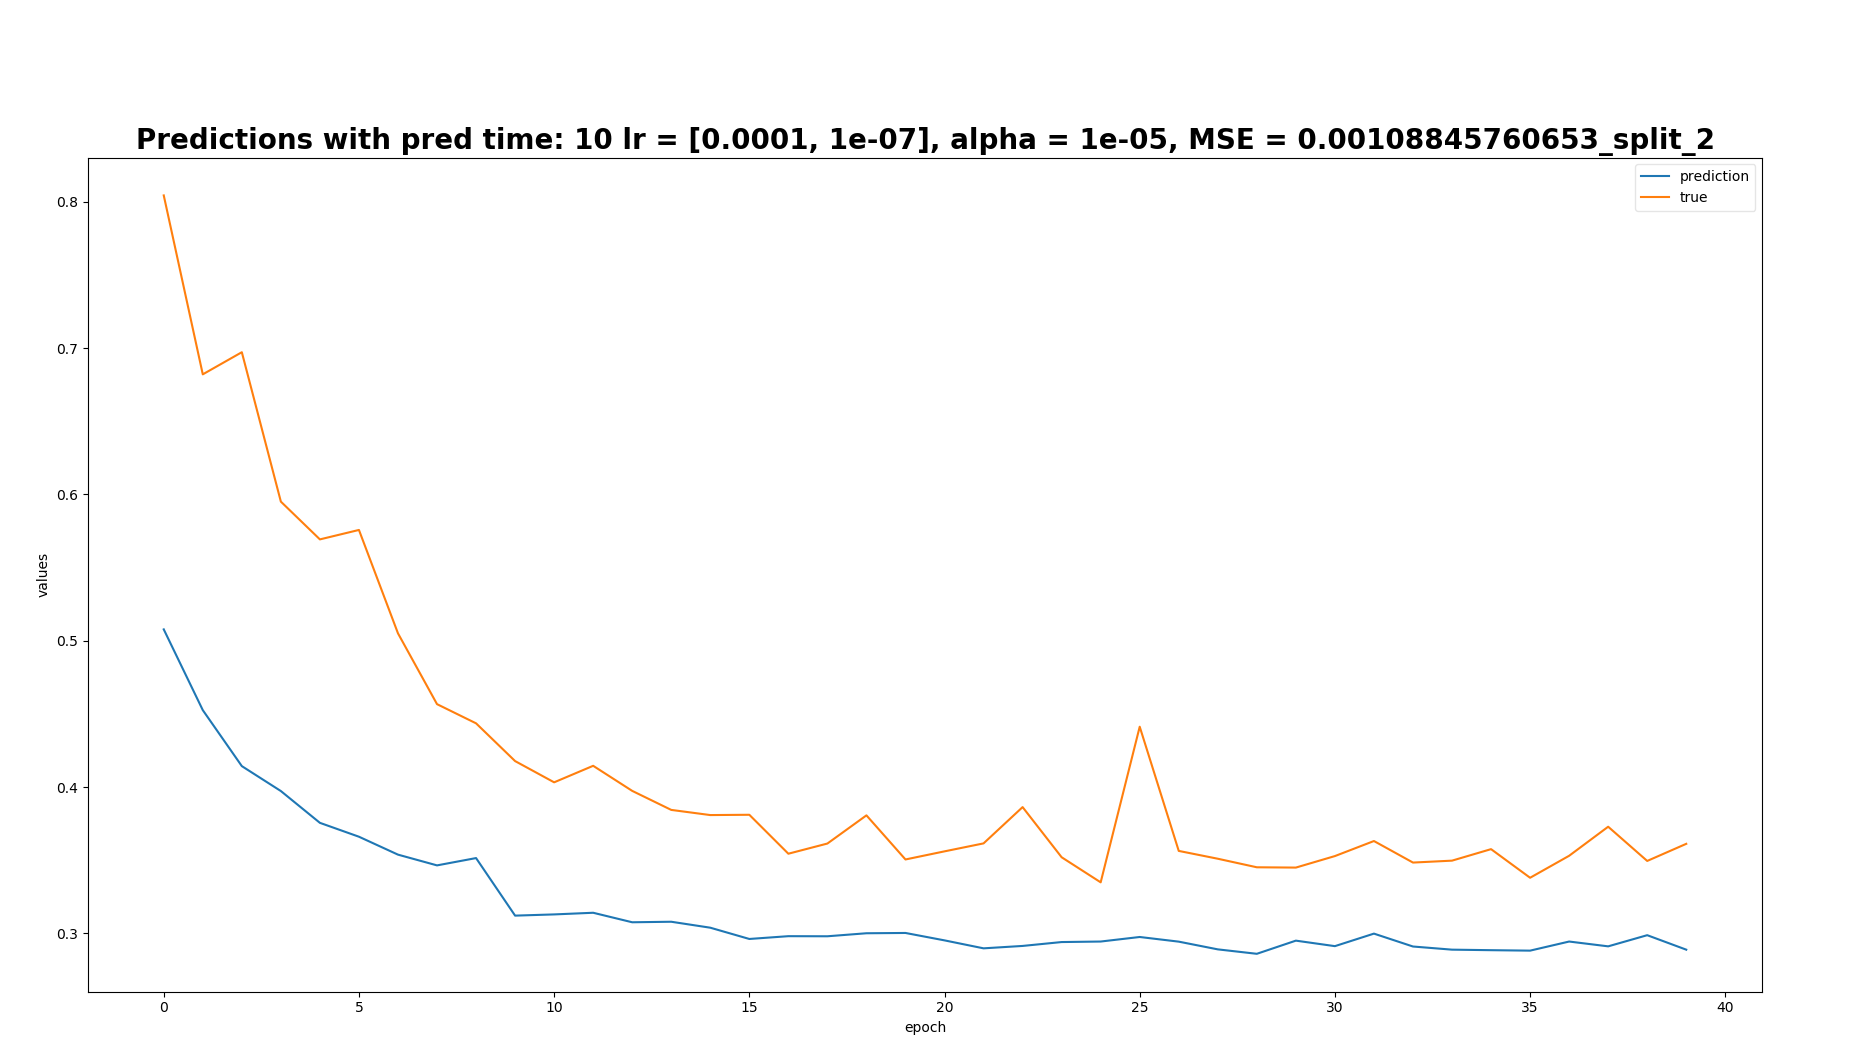 Predictions with pred time: 10 lr = [0.0001, 1e-07], alpha = 1e-05, MSE = 0.00108845760653_split_2
prediction
true
0.8
0.7
0.6
0.5
0.4
0.3
values
0 5 10 15 20 25 30 35 40
epoch